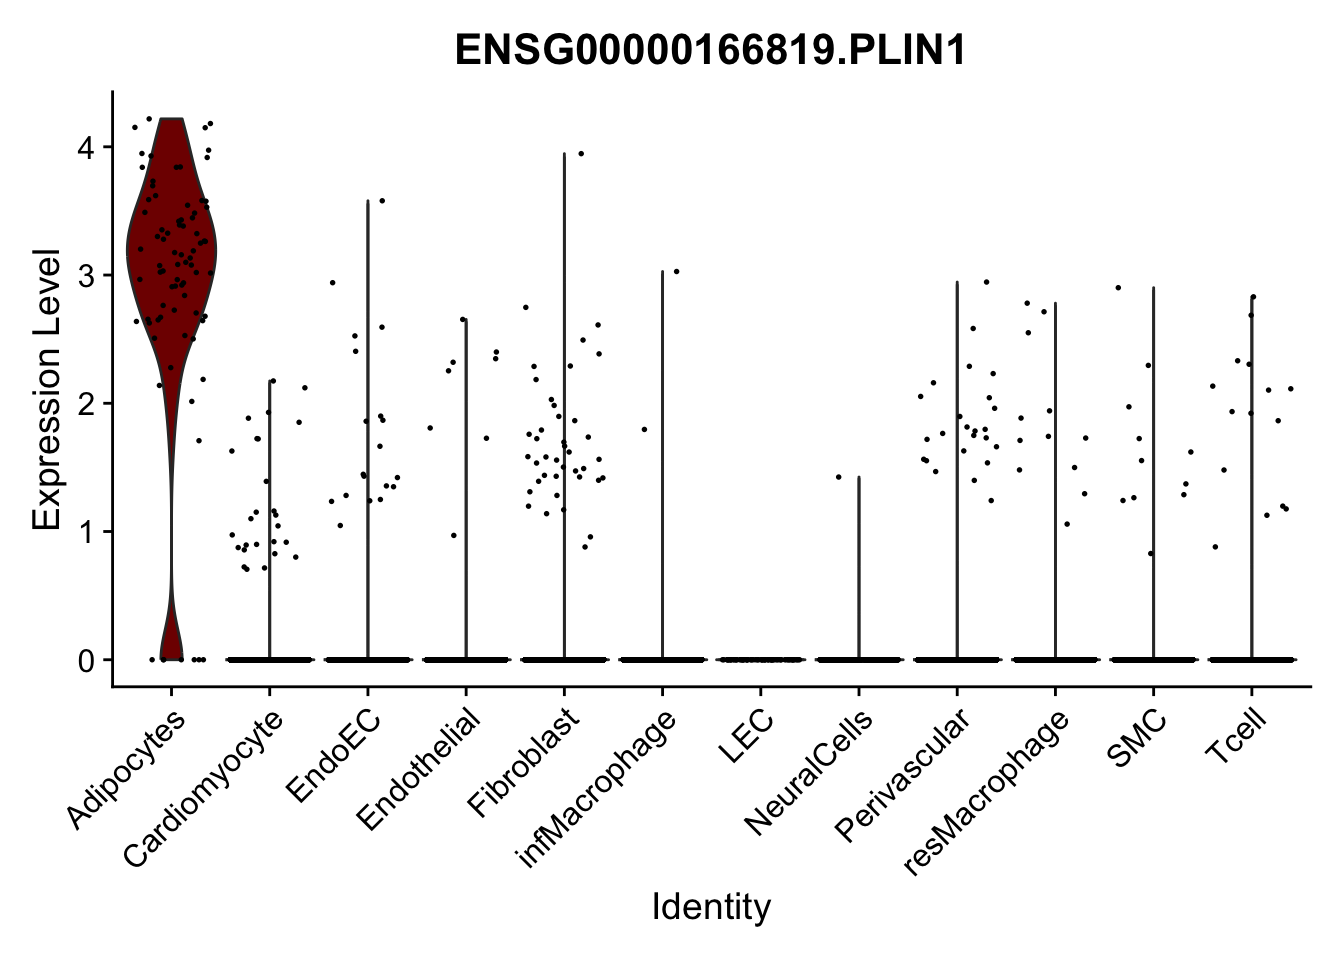 ENSG00000166819.PLIN1
Expression Level
4
3
2
1
0
Adipocytes
Cardiomyocyte
EndoEC
Endothelial
Fibroblast
infMacrophage
LEC
NeuralCells
Perivascular
resMacrophage
SMC
Tcell
Identity